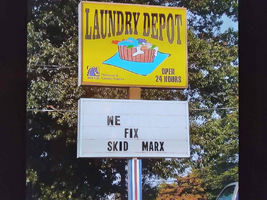 LAUNDRY DEPOT
OPEN
24 HOURS
WE
FIX
SKID MARX